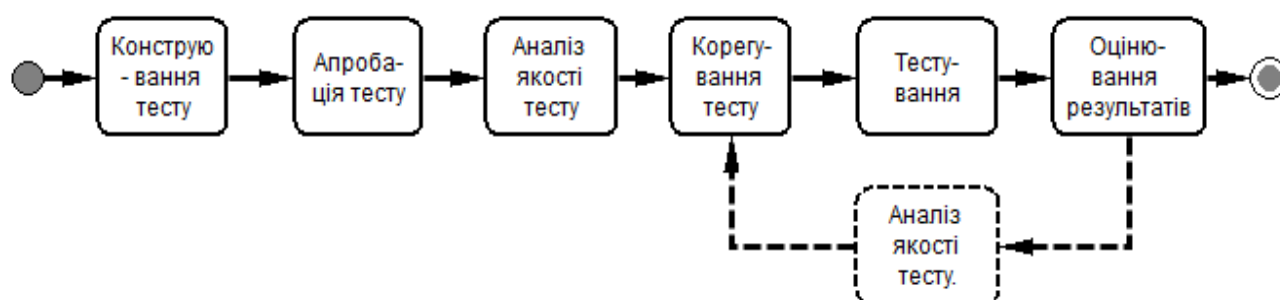 Конструю
- вання
тесту
Апроба-
ція тесту
Аналіз
якості
тесту
Корегу-
вання
тесту
Тесту-
вання
Оціню-
вання
результатів
Аналіз
якості
тесту.